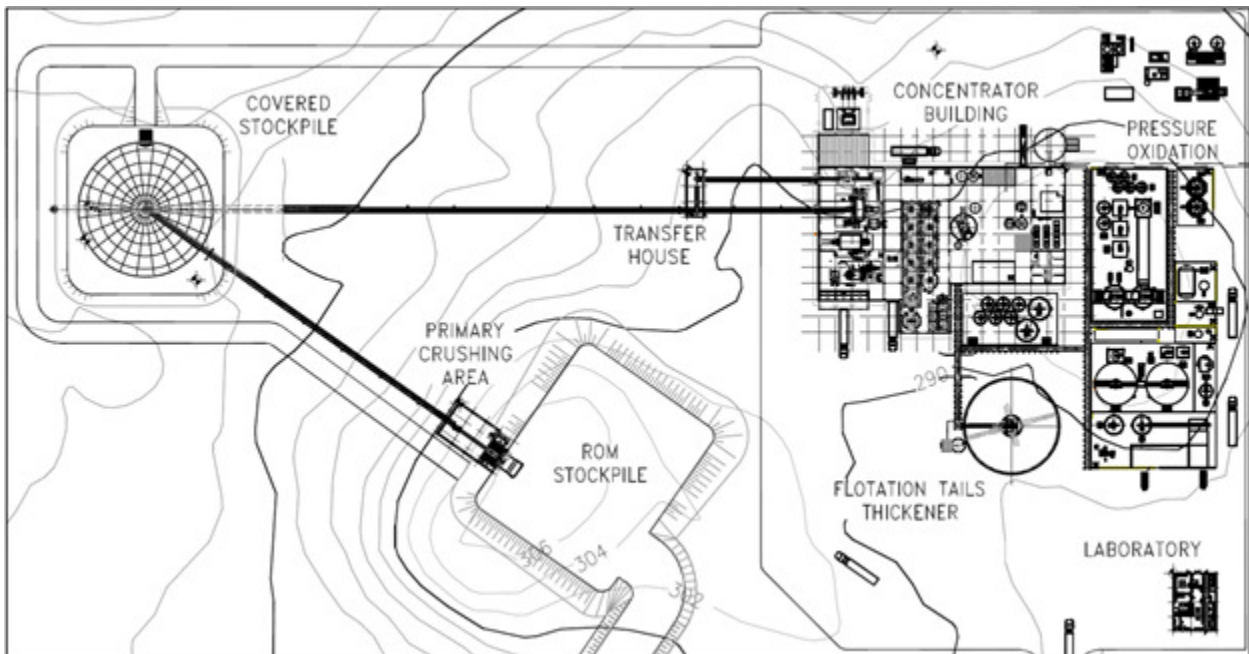 COVERED
STOCKPILE
CONCENTRATOR
BUILDING
PRESSURE
OXIDATION
TRANSFER
HOUSE
PRIMARY
CRUSHING
AREA
290
ROM
STOCKPILE
FLOTATION TAILS
THICKENER
304
LABORATORY